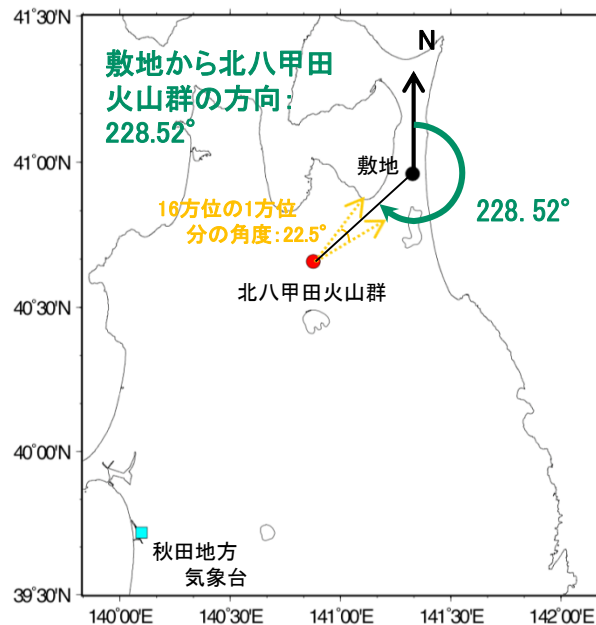 41°30'N
N
敷地から北八甲田
火山群の方向:
228.52°
41°00'N
敷地
16方位の1方位
分の角度:22.5°
228.52°
北八甲田火山群
40°30'N
40°00'N
秋田地方
気象台
39°30'N
140°00'E 140°30'E 141°00'E 141°30'E 142°00'E